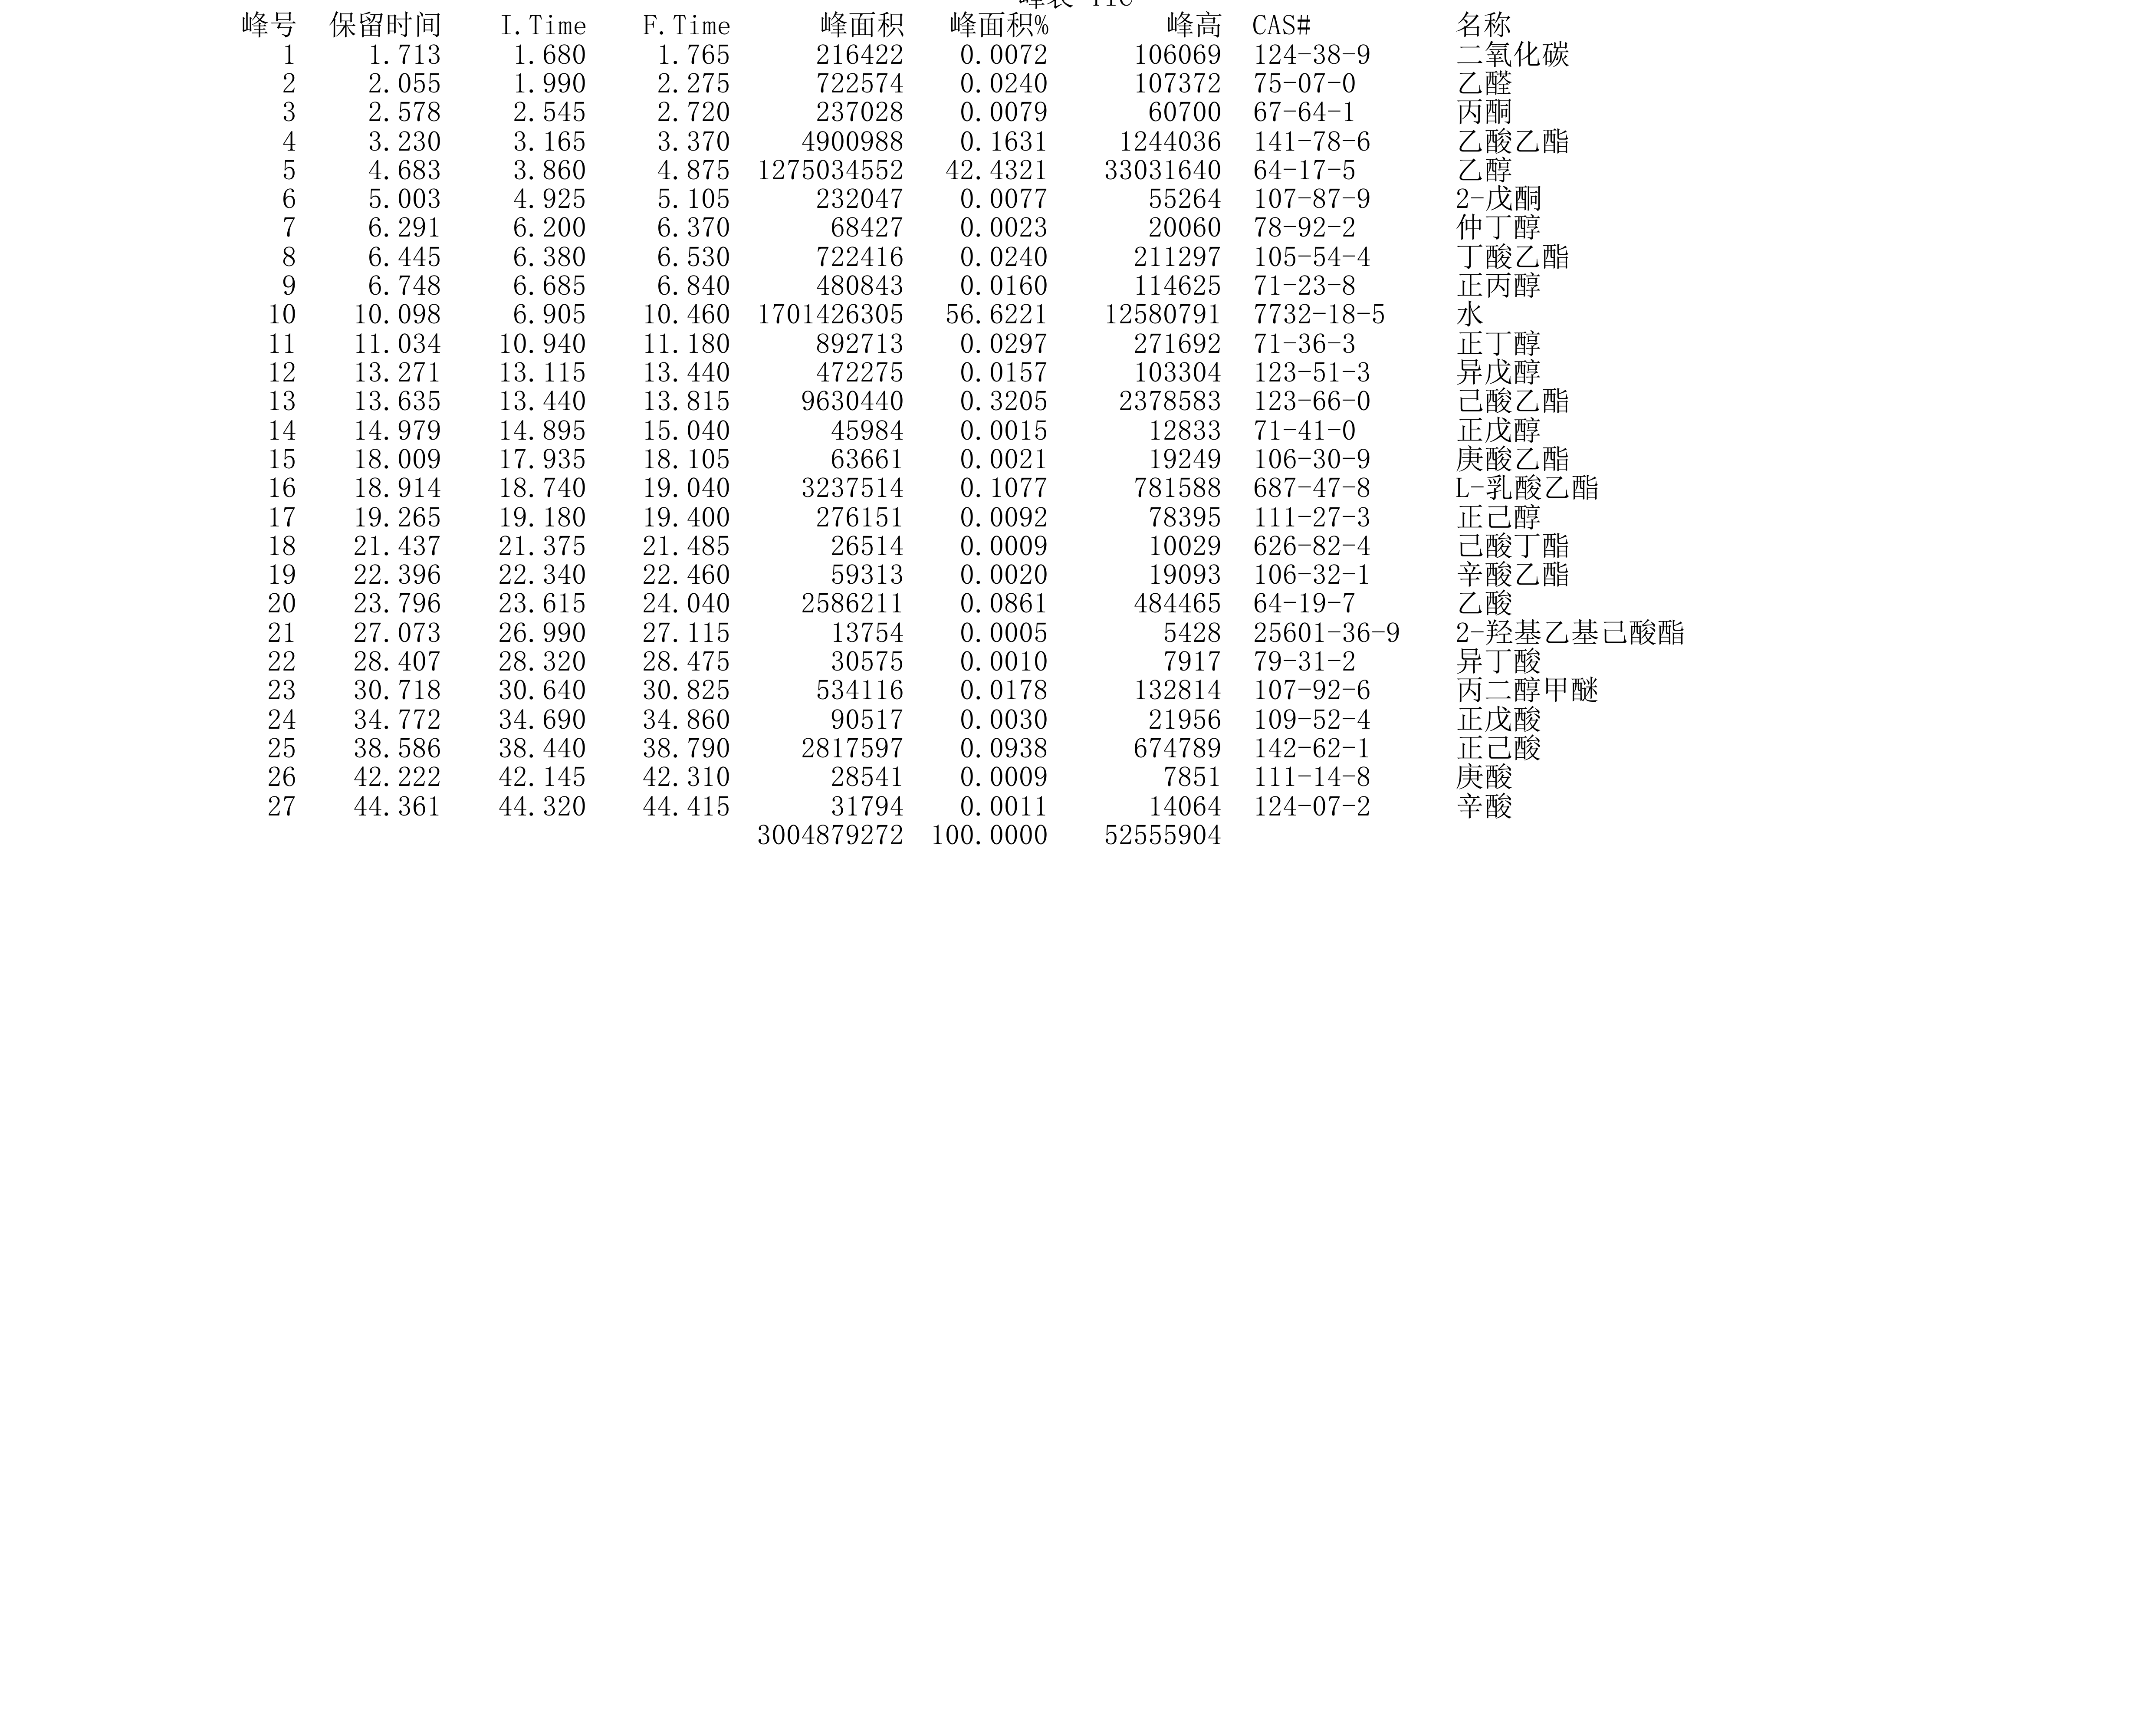 峰表 TIC
峰号 保留时间 I.Time F.Time 峰面积 峰面积% 峰高 CAS# 名称
1 1.713 1.680 1.765 216422 0.0072 106069 124-38-9 二氧化碳
2 2.055 1.990 2.275 722574 0.0240 107372 75-07-0 乙醛
3 2.578 2.545 2.720 237028 0.0079 60700 67-64-1 丙酮
4 3.230 3.165 3.370 4900988 0.1631 1244036 141-78-6 乙酸乙酯
5 4.683 3.860 4.875 1275034552 42.4321 33031640 64-17-5 乙醇
6 5.003 4.925 5.105 232047 0.0077 55264 107-87-9 2-戊酮
7 6.291 6.200 6.370 68427 0.0023 20060 78-92-2 仲丁醇
8 6.445 6.380 6.530 722416 0.0240 211297 105-54-4 丁酸乙酯
9 6.748 6.685 6.840 480843 0.0160 114625 71-23-8 正丙醇
10 10.098 6.905 10.460 1701426305 56.6221 12580791 7732-18-5 水
11 11.034 10.940 11.180 892713 0.0297 271692 71-36-3 正丁醇
12 13.271 13.115 13.440 472275 0.0157 103304 123-51-3 异戊醇
13 13.635 13.440 13.815 9630440 0.3205 2378583 123-66-0 己酸乙酯
14 14.979 14.895 15.040 45984 0.0015 12833 71-41-0 正戊醇
15 18.009 17.935 18.105 63661 0.0021 19249 106-30-9 庚酸乙酯
16 18.914 18.740 19.040 3237514 0.1077 781588 687-47-8 L-乳酸乙酯
17 19.265 19.180 19.400 276151 0.0092 78395 111-27-3 正己醇
18 21.437 21.375 21.485 26514 0.0009 10029 626-82-4 己酸丁酯
19 22.396 22.340 22.460 59313 0.0020 19093 106-32-1 辛酸乙酯
20 23.796 23.615 24.040 2586211 0.0861 484465 64-19-7 乙酸
21 27.073 26.990 27.115 13754 0.0005 5428 25601-36-9 2-羟基乙基己酸酯
22 28.407 28.320 28.475 30575 0.0010 7917 79-31-2 异丁酸
23 30.718 30.640 30.825 534116 0.0178 132814 107-92-6 丙二醇甲醚
24 34.772 34.690 34.860 90517 0.0030 21956 109-52-4 正戊酸
25 38.586 38.440 38.790 2817597 0.0938 674789 142-62-1 正己酸
26 42.222 42.145 42.310 28541 0.0009 7851 111-14-8 庚酸
27 44.361 44.320 44.415 31794 0.0011 14064 124-07-2 辛酸
3004879272 100.0000 52555904